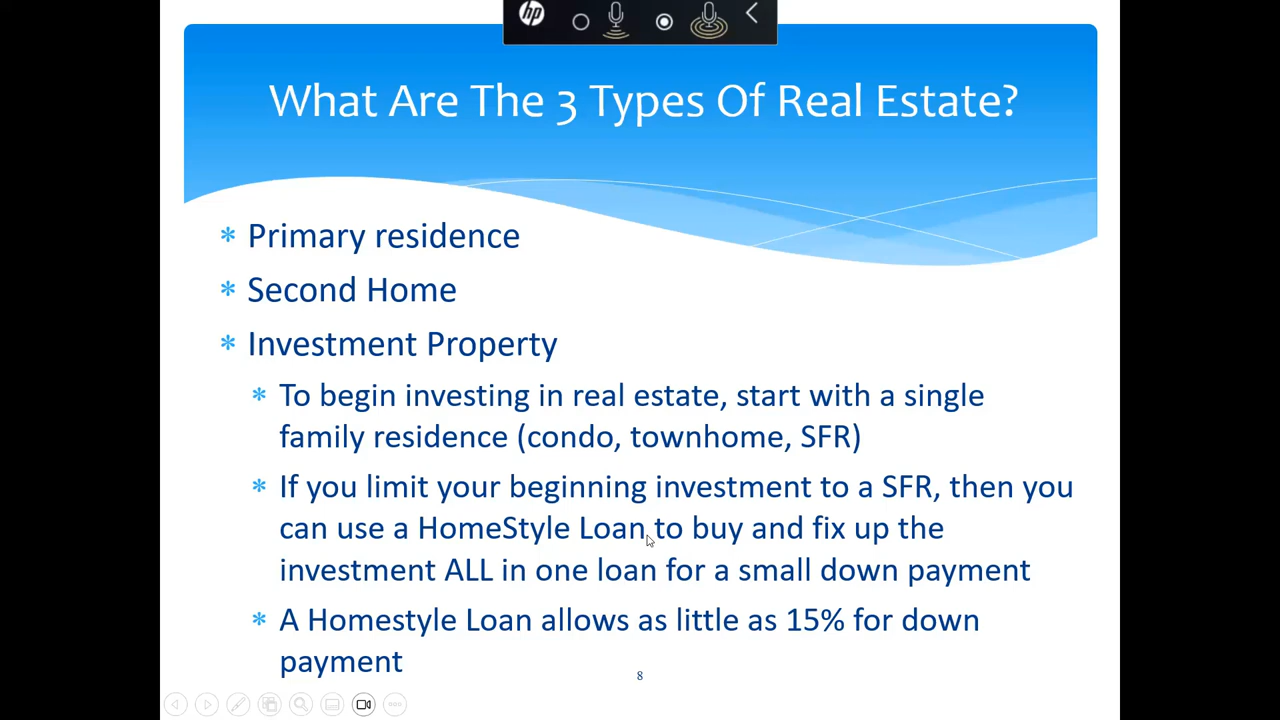 hp
What Are The 3 Types Of Real Estate?
* Primary residence
* Second Home
* Investment Property
* To begin investing in real estate, start with a single
family residence (condo, townhome, SFR)
* If you limit your beginning investment to a SFR, then you
can use a HomeStyle Loan to buy and fix up the
investment ALL in one loan for a small down payment
* A Homestyle Loan allows as little as 15% for down
payment
8